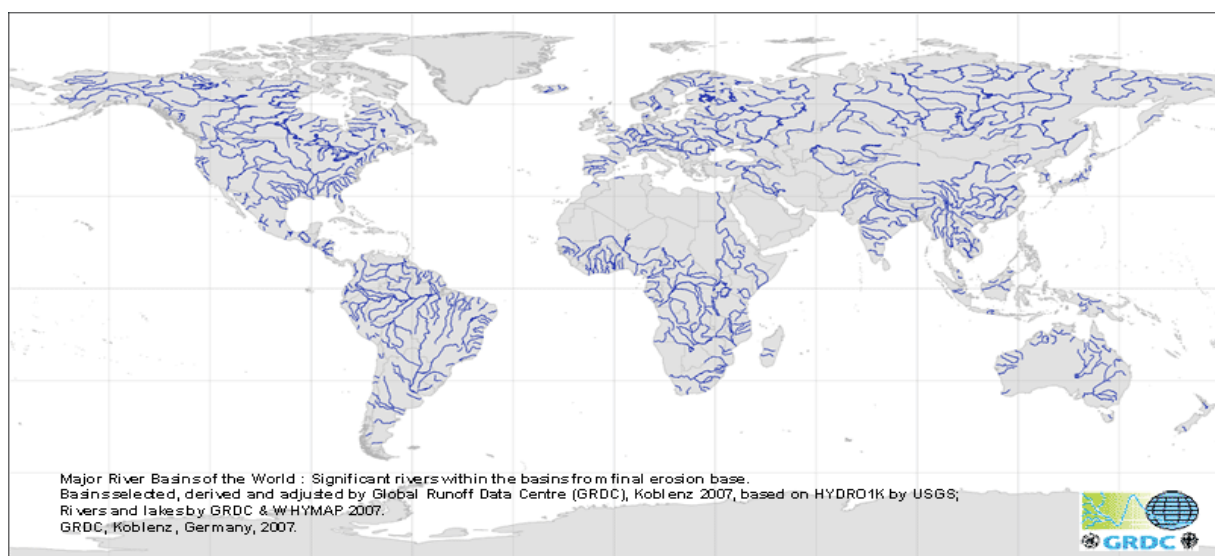 Major River Basins of the World : Significant rivers within the basins from final erosion base.
Basins selected, derived and adjusted by Global Runoff Data Centre (GRDC), Koblenz 2007, based on HYDRO1K by USGS;
Rivers and lakes by GRDC & WHYMAP 2007.
GRDC, Koblenz, Germany, 2007.
GRDC